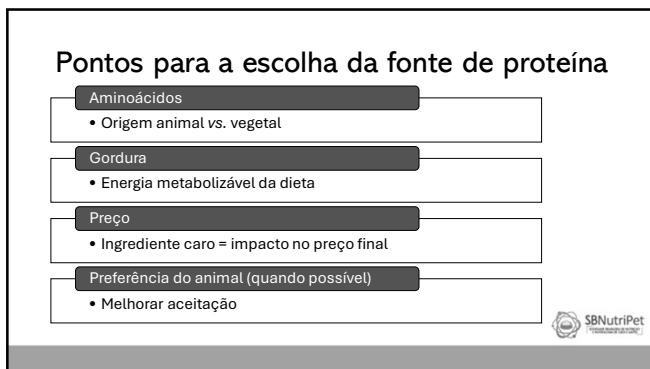 Pontos para a escolha da fonte de proteína
Aminoácidos
• Origem animal vs. vegetal
Gordura
• Energia metabolizável da dieta
Preço
• Ingrediente caro = impacto no preço final
Preferência do animal (quando possível)
• Melhorar aceitação
SBNutriPet